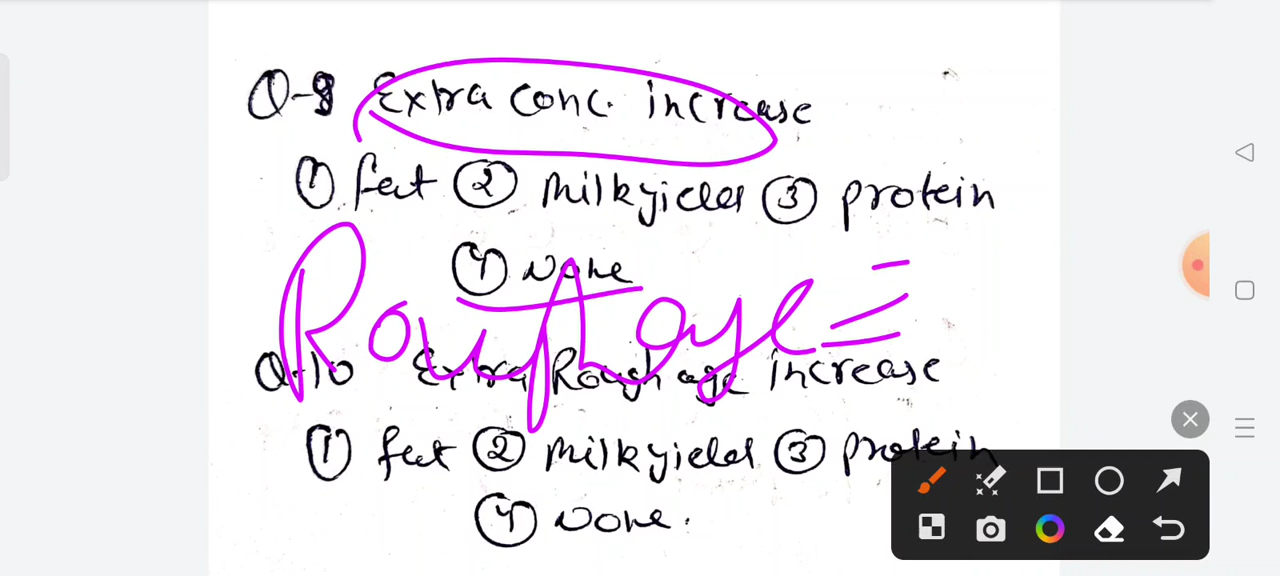 Q-9 Extra conc. increase
① fat ② milkyield ③ protein
④ None
Roughage =
Q-10 Extra Roughage increase
① fat ② milkyield ③ protein
④ None.